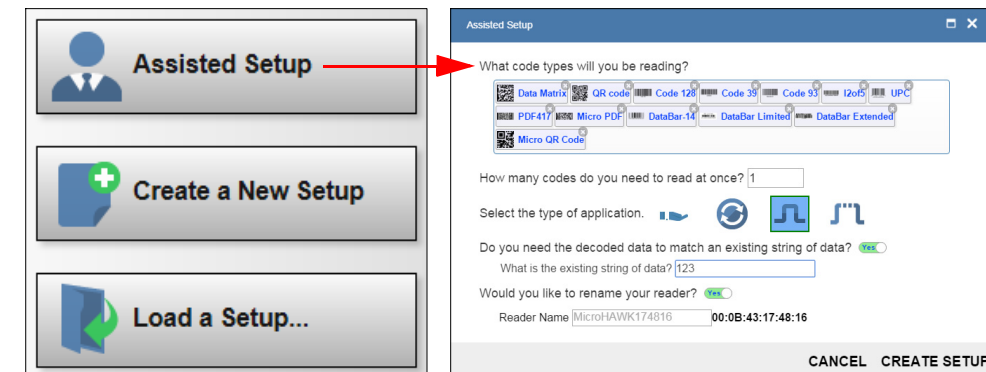 Assisted Setup
Create a New Setup
Load a Setup...
Assisted Setup
What code types will you be reading?
Data Matrix QR code Code 128 Code 39 Code 93 I2of5 UPC
PDF417 Micro PDF DataBar-14 DataBar Limited DataBar Extended
Micro QR Code
How many codes do you need to read at once? 1
Select the type of application.
Do you need the decoded data to match an existing string of data? Yes
What is the existing string of data? 123
Would you like to rename your reader? Yes
Reader Name MicroHAWK174816 00:0B:43:17:48:16
CANCEL CREATE SETUP